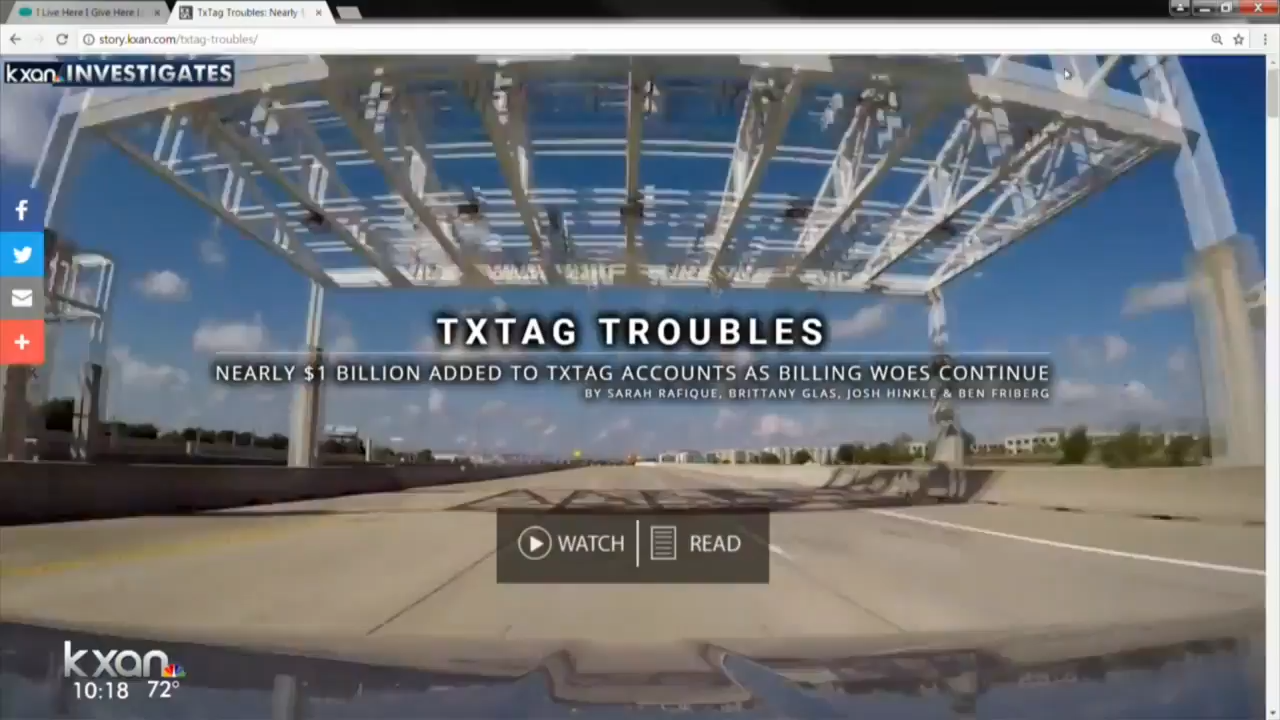 I Live Here I Give Here |
TxTag Troubles: Nearly
story.kxan.com/txtag-troubles/
kxan INVESTIGATES
TXTAG TROUBLES
NEARLY $1 BILLION ADDED TO TXTAG ACCOUNTS AS BILLING WOES CONTINUE
BY SARAH RAFIQUE, BRITTANY GLAS, JOSH HINKLE & BEN FRIBERG
WATCH | READ
kxan
10:18 72°